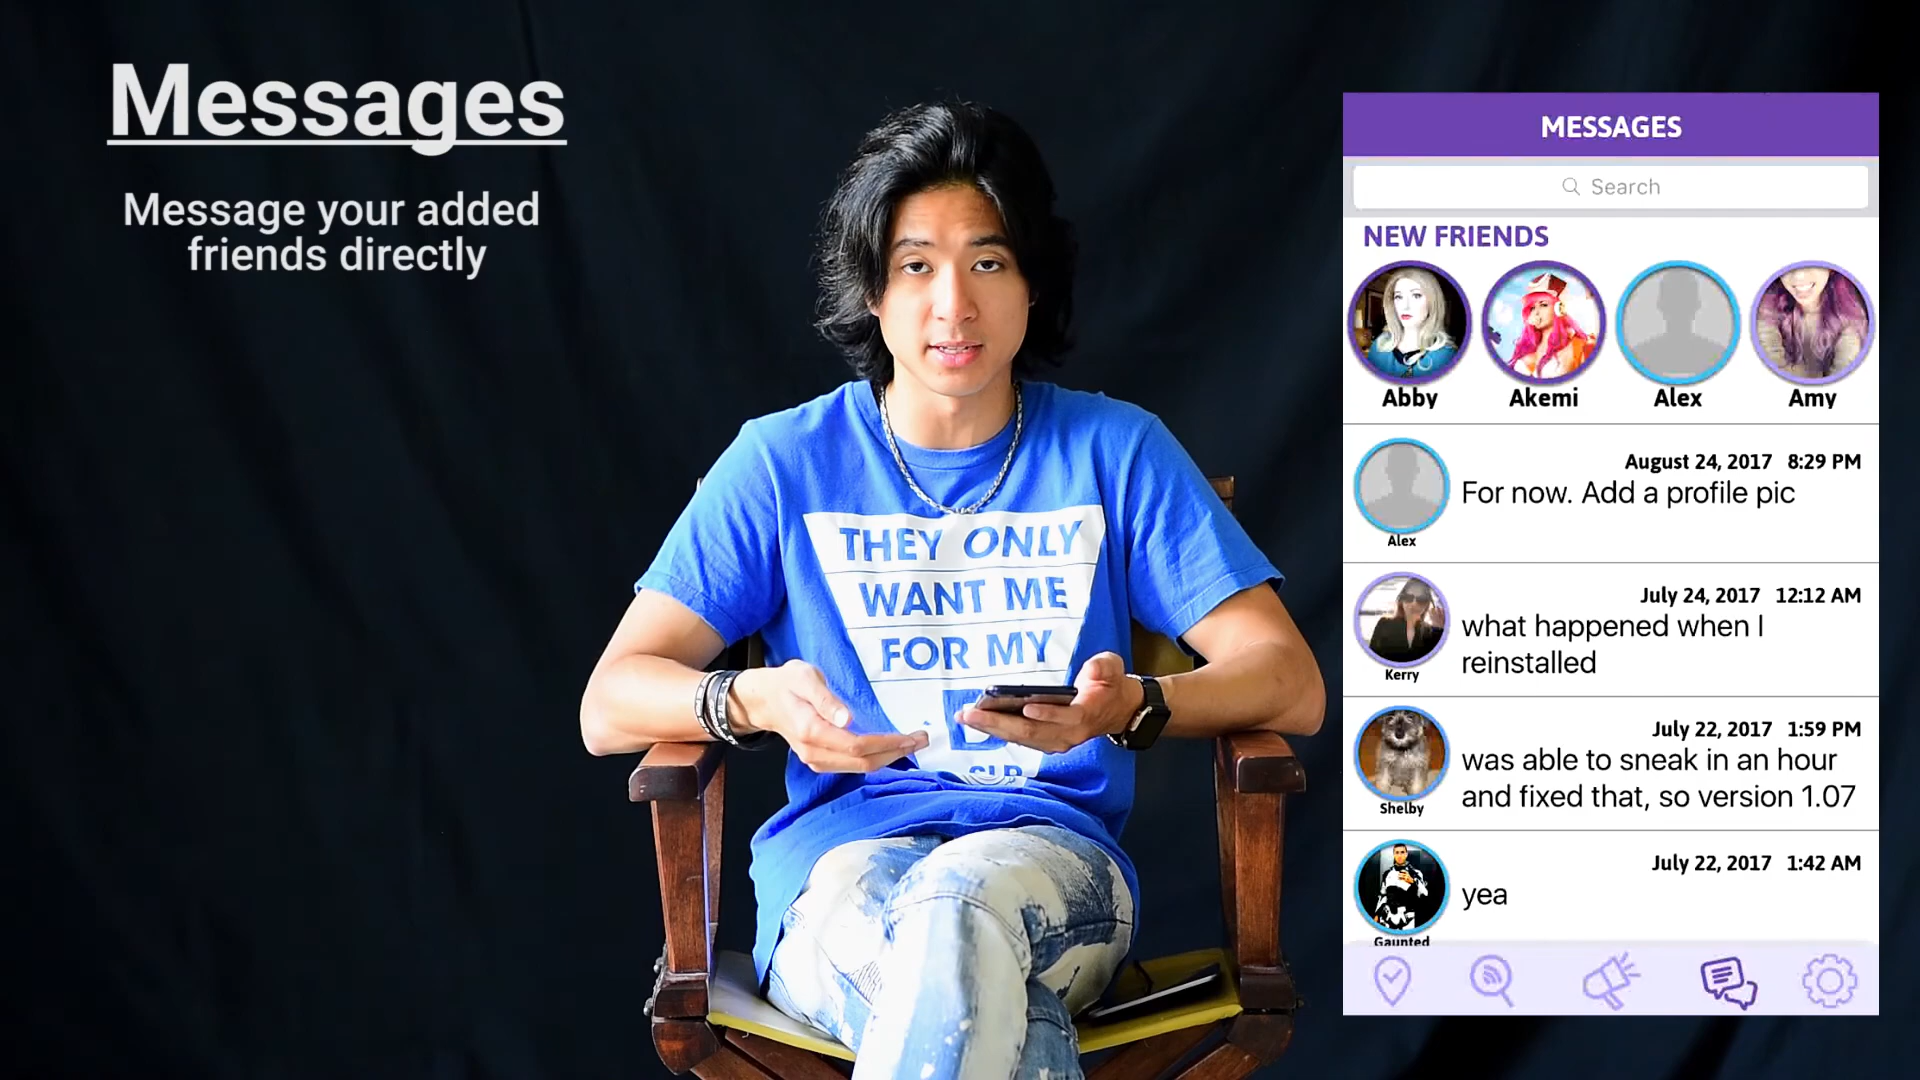 Messages
Message your added
friends directly
THEY ONLY
WANT ME
FOR MY
MESSAGES
Search
NEW FRIENDS
Abby
Akemi
Alex
Amy
August 24, 2017 8:29 PM
For now. Add a profile pic
Alex
July 24, 2017 12:12 AM
what happened when I
reinstalled
Kerry
July 22, 2017 1:59 PM
was able to sneak in an hour
and fixed that, so version 1.07
Shelby
July 22, 2017 1:42 AM
yea
Gaunted